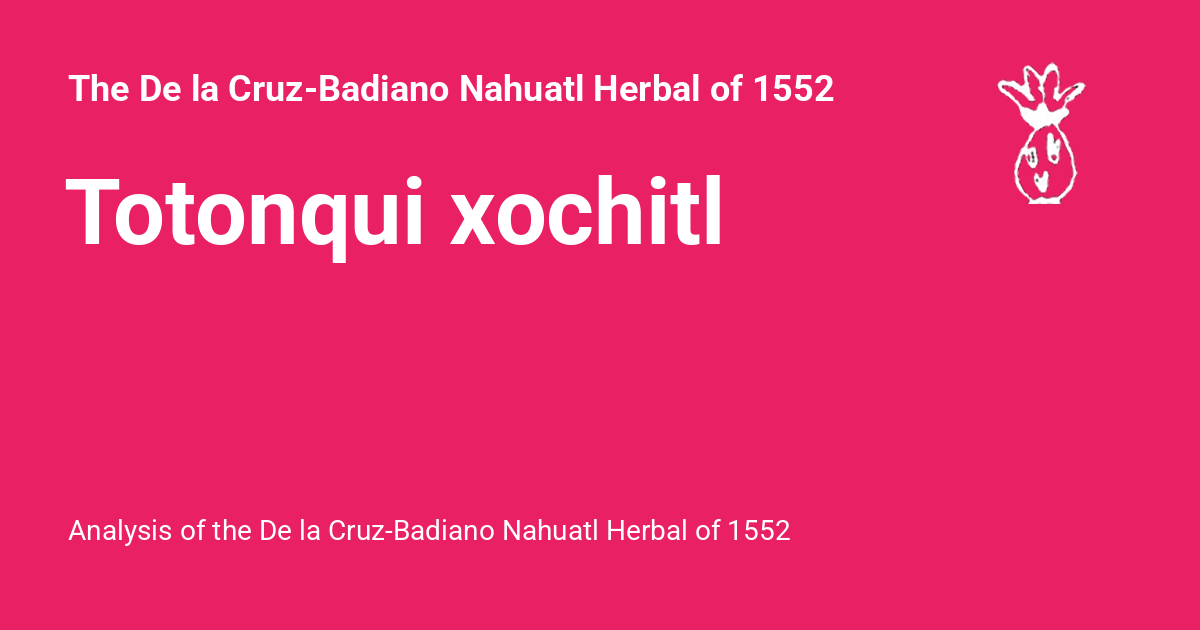 The De la Cruz-Badiano Nahuatl Herbal of 1552
Totonqui xochitl
Analysis of the De la Cruz-Badiano Nahuatl Herbal of 1552